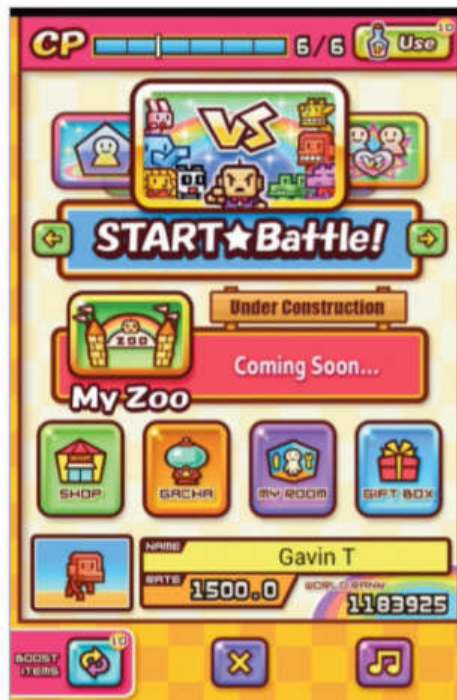 CP 6/6 Use 10
VS
VS
START★Battle!
ZOO
Under Construction
My Zoo
Coming Soon...
SHOP GACHA MY ROOM GIFT BOX
NAME
Gavin T
RATE 1500.0 WORLD RANK
1183925
BOOST ITEMS 10